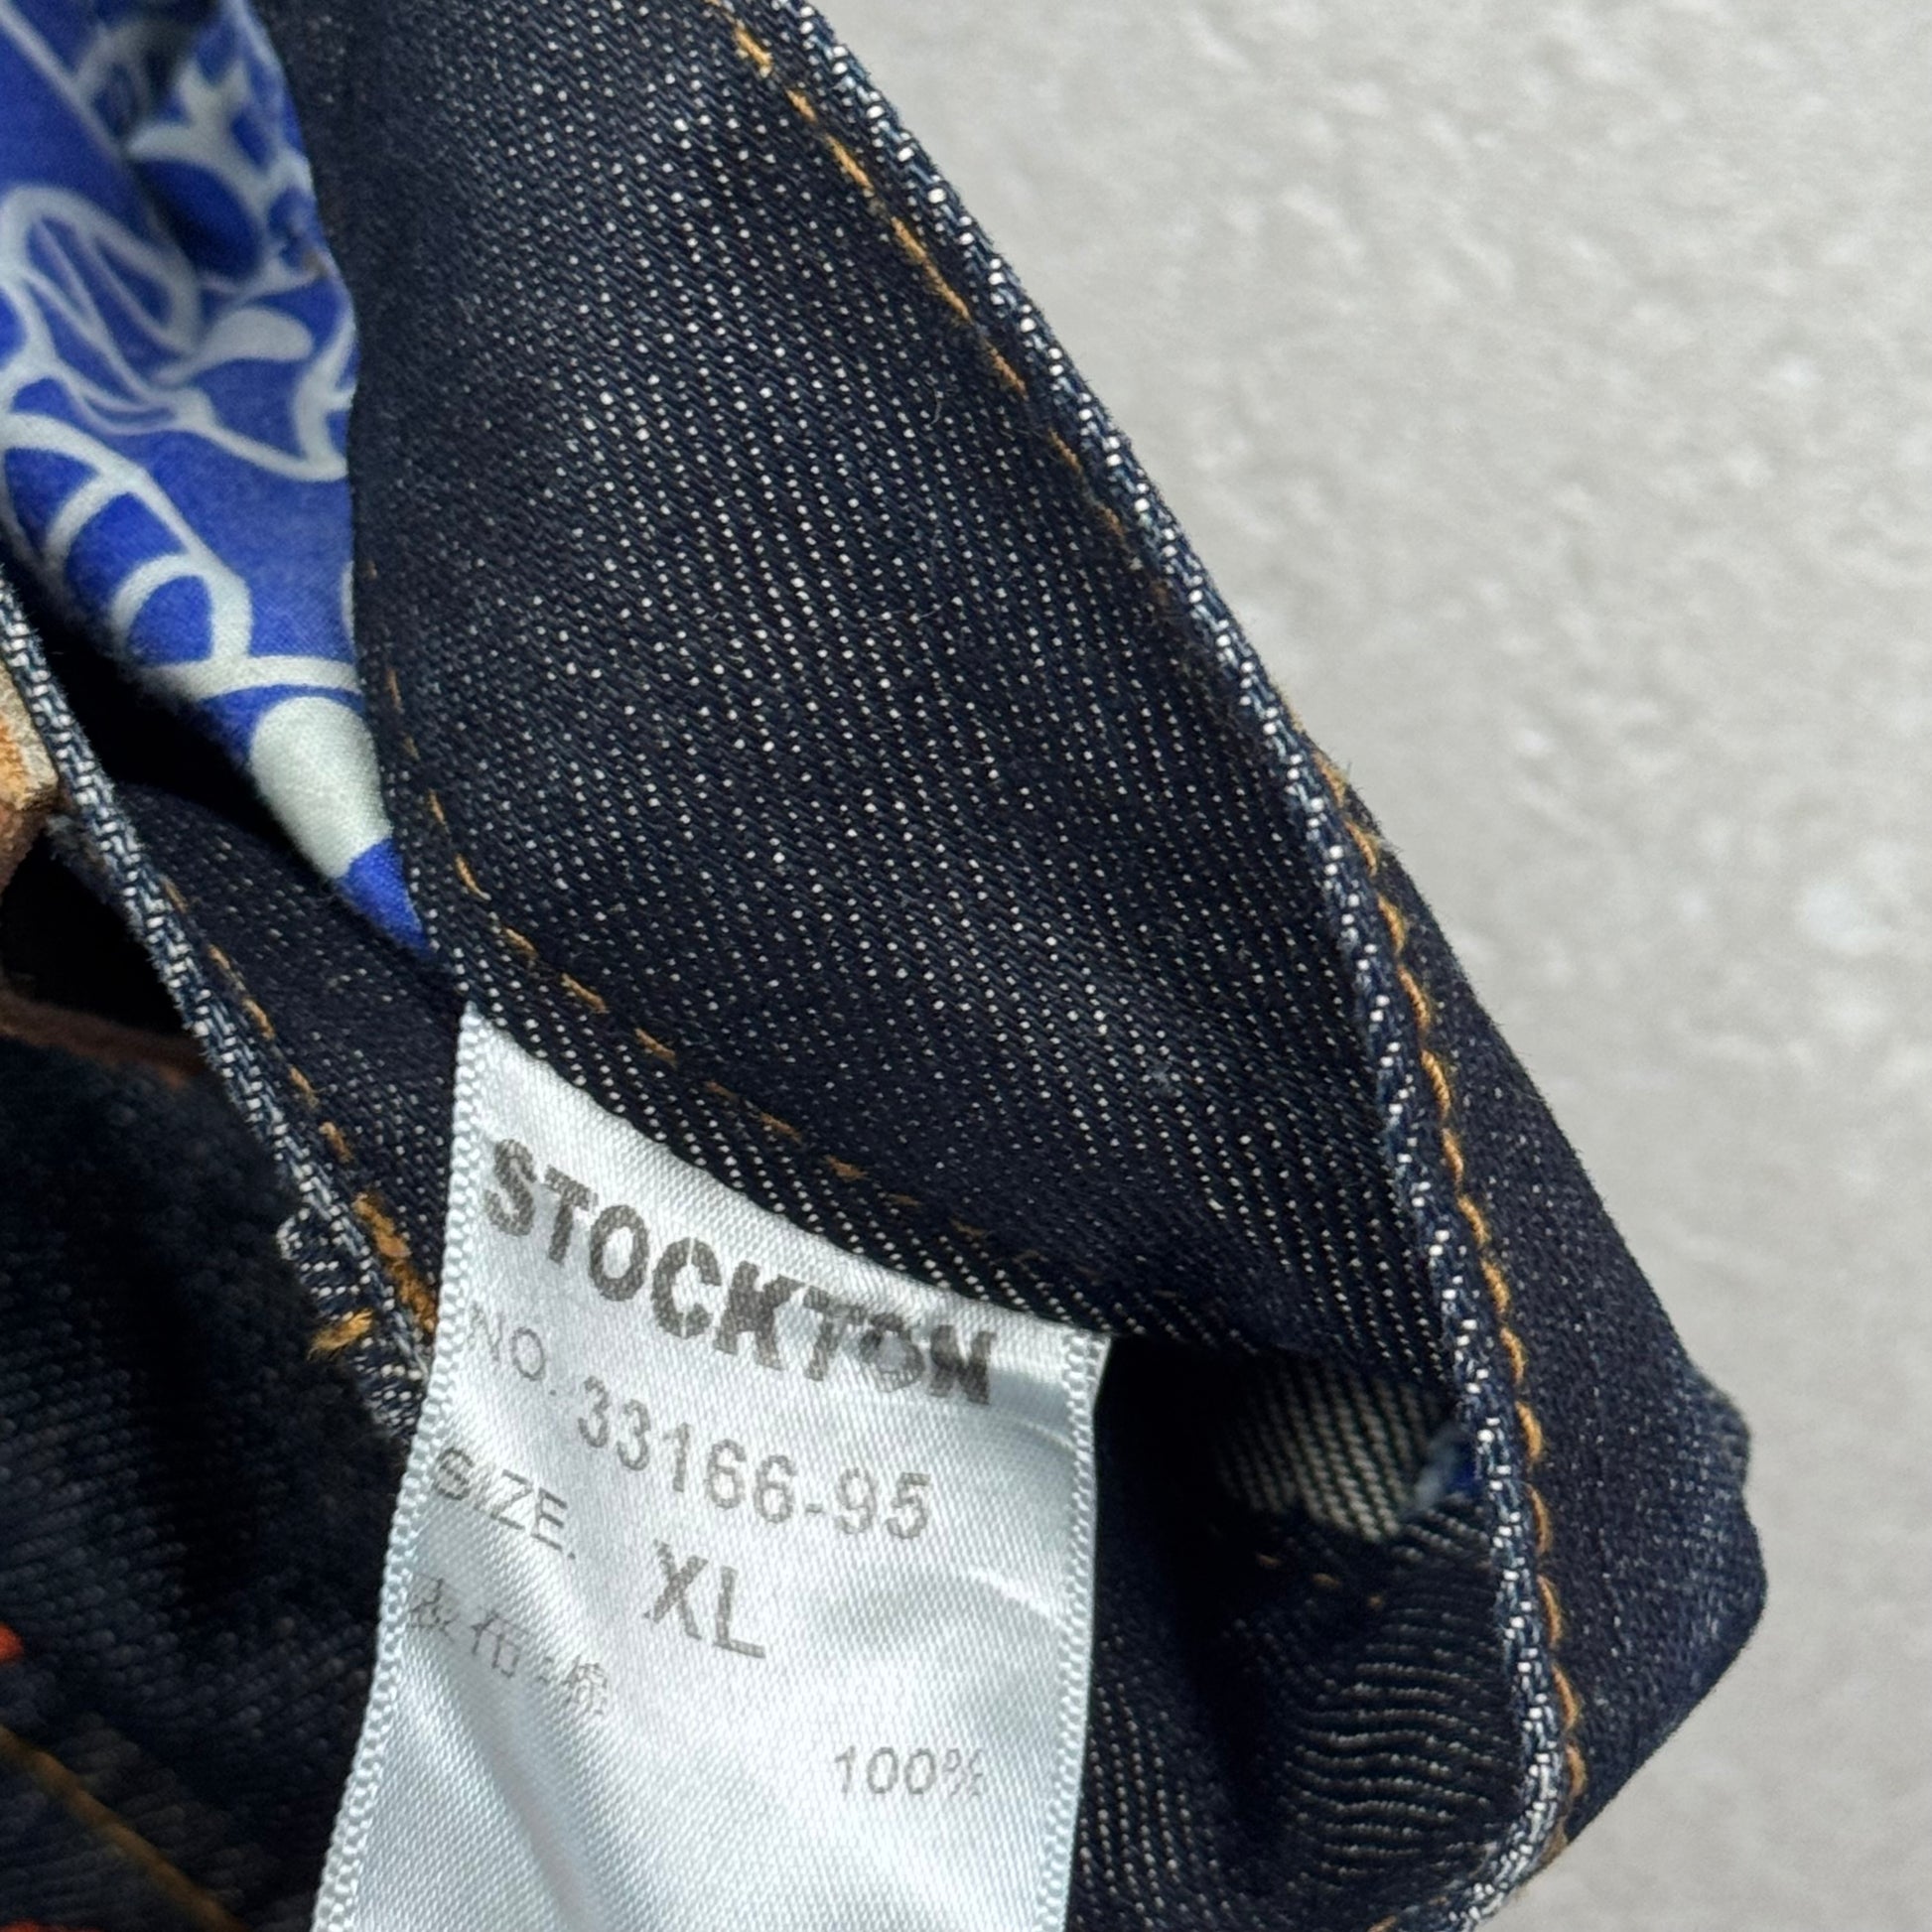 STOCKTON
NO. 33166-95
SIZE. XL
100%